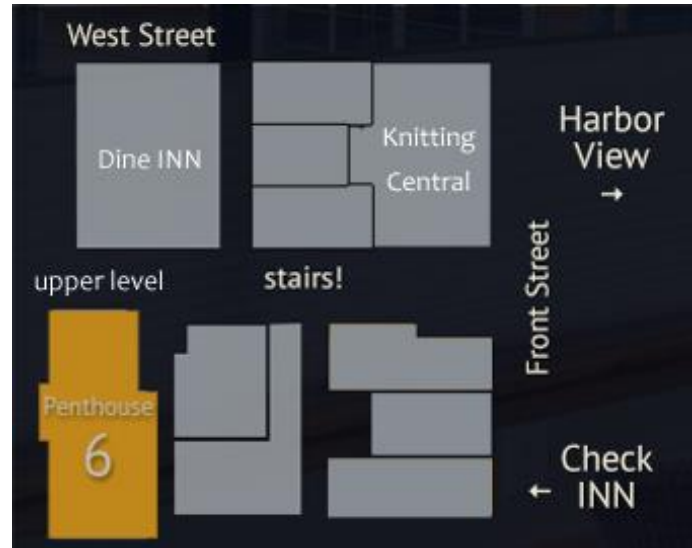 West Street
Dine INN
Knitting
Central
Harbor
View
→
upper level
stairs!
Front Street
Penthouse
6
Check
← INN